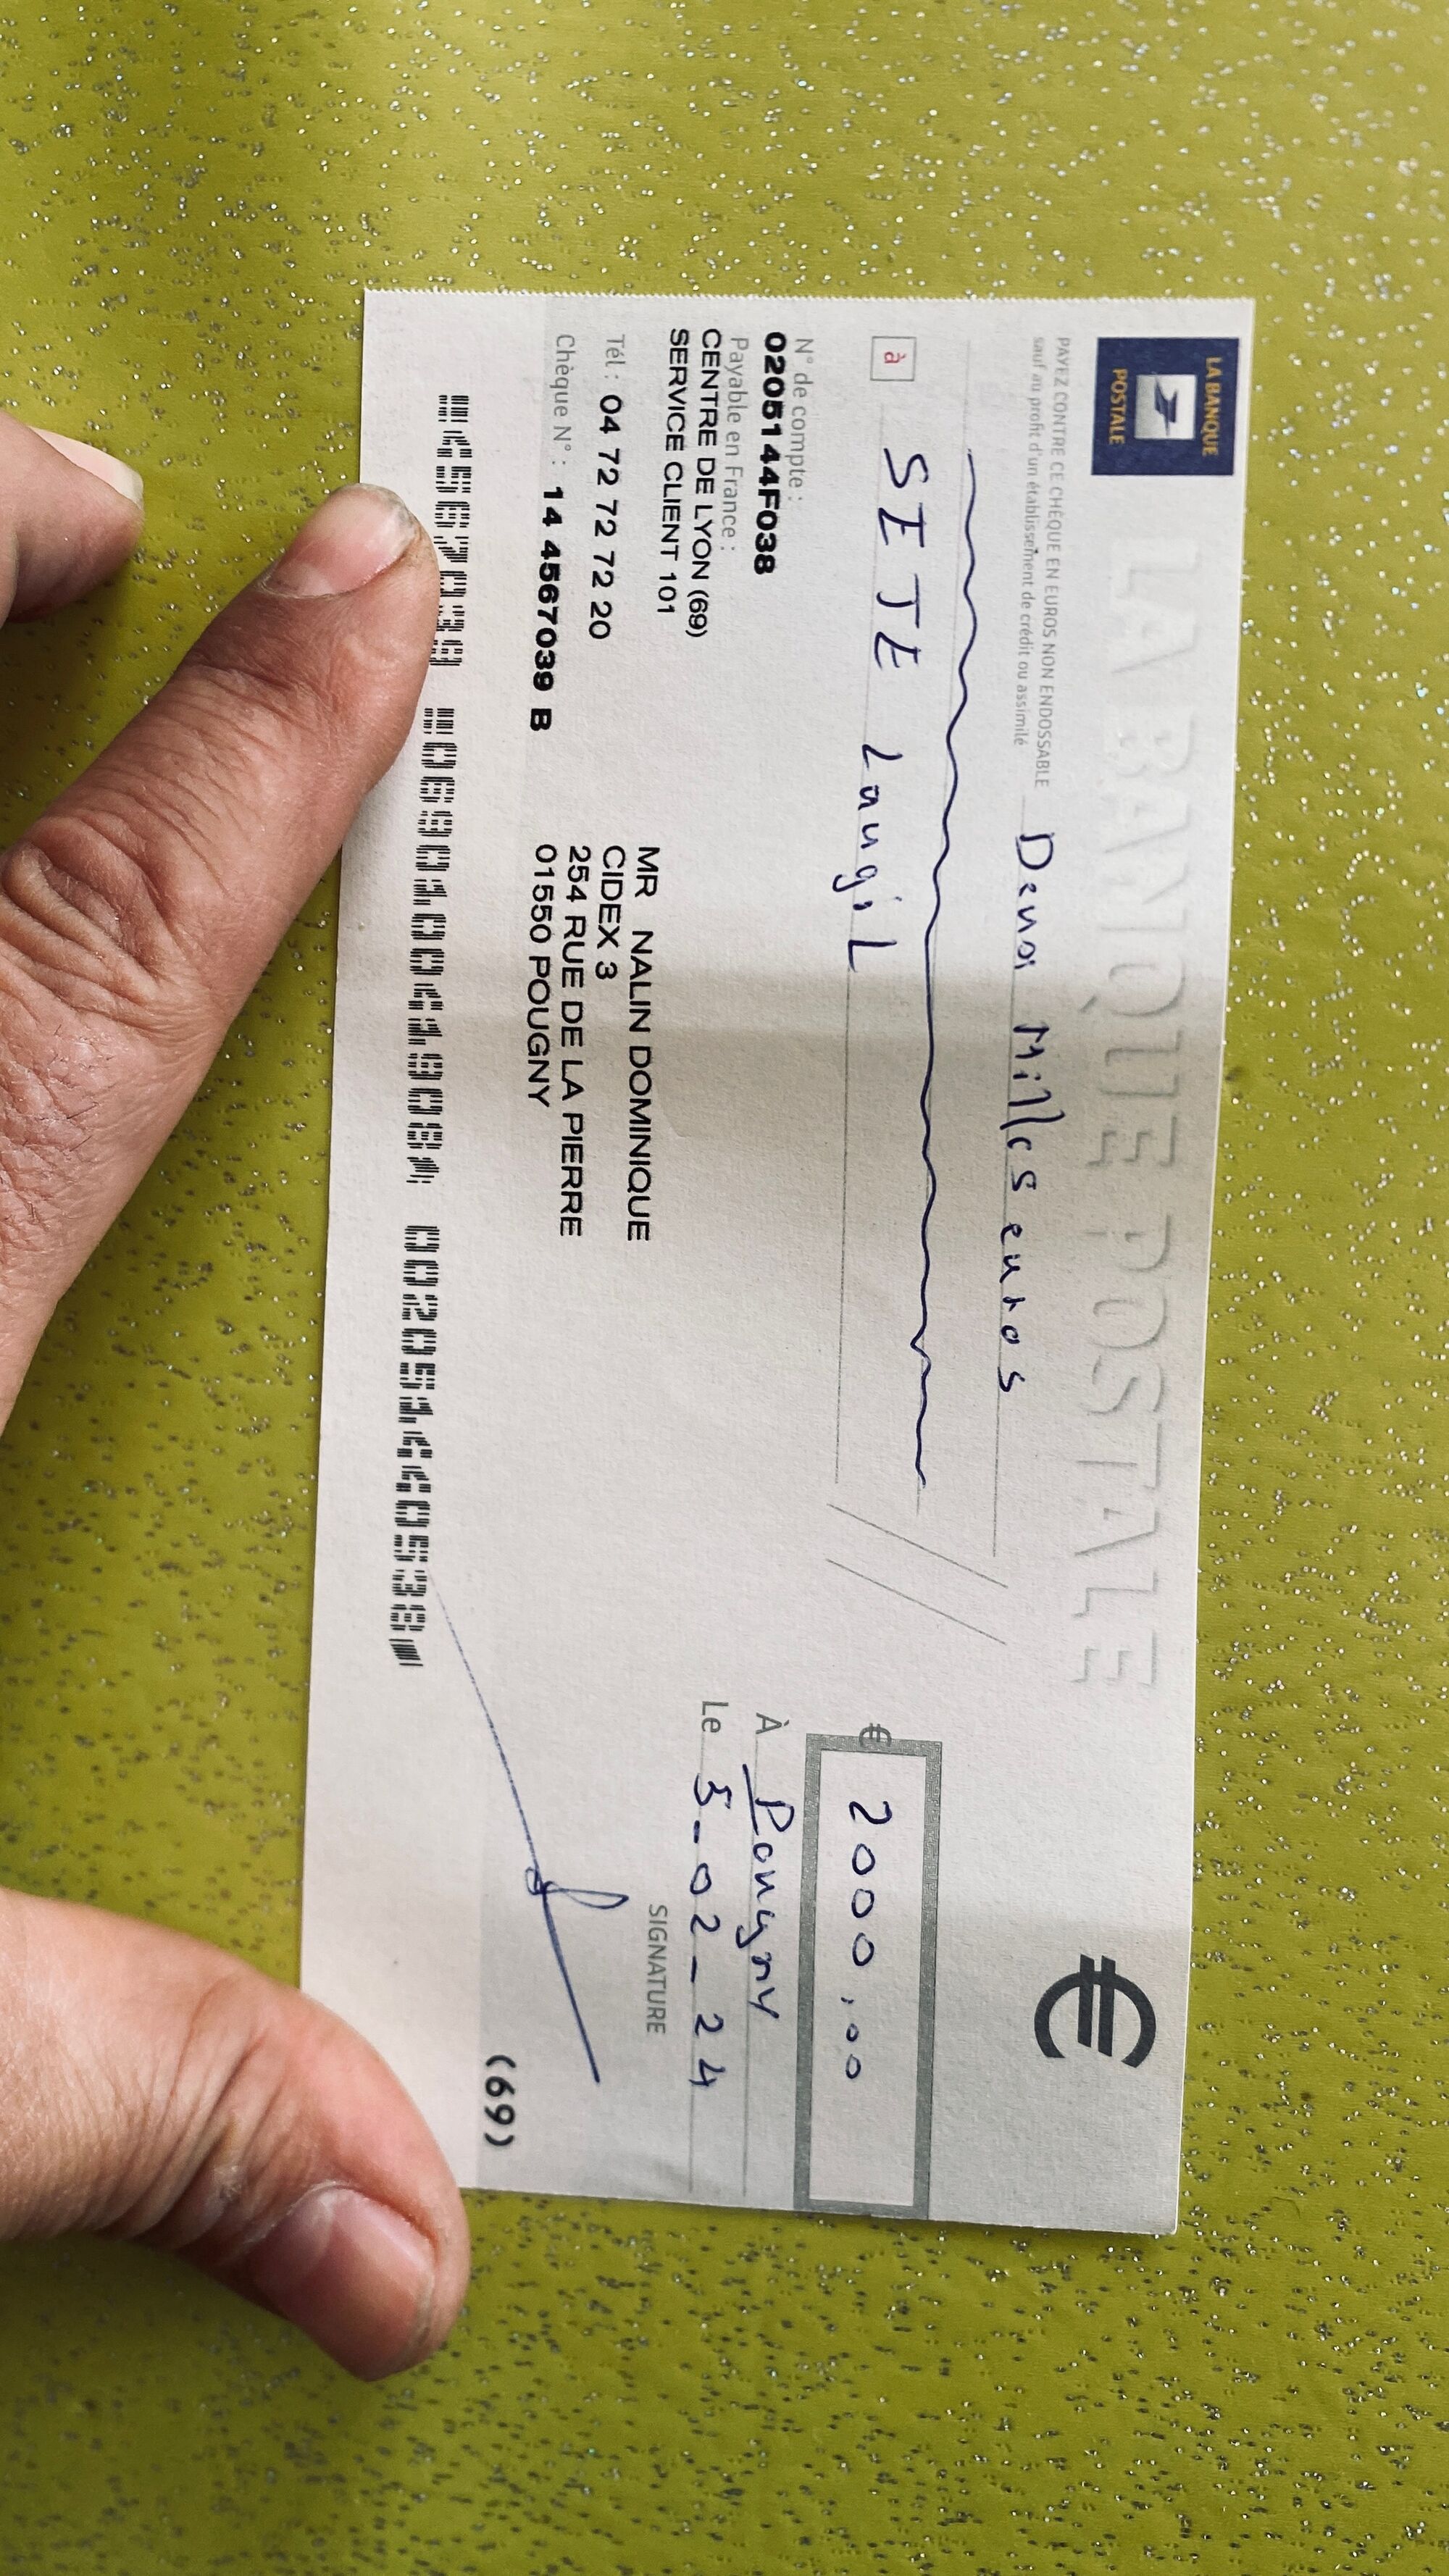 LA BANQUE
POSTALE
LA BANQUE POSTALE
€
PAYEZ CONTRE CE CHÈQUE EN EUROS NON ENDOSSABLE
sauf au profit d'un établissement de crédit ou assimilé
Deux Milles euros
à SETE LaugiL
€ 2000,00
N° de compte :
0205144F038
Payable en France :
CENTRE DE LYON (69)
SERVICE CLIENT 101
Tél : 04 72 72 72 20
Chèque N° : 14 4567039 B
MR NALIN DOMINIQUE
CIDEX 3
254 RUE DE LA PIERRE
01550 POUGNY
À Pougny
Le 5-02-24
SIGNATURE
(69)